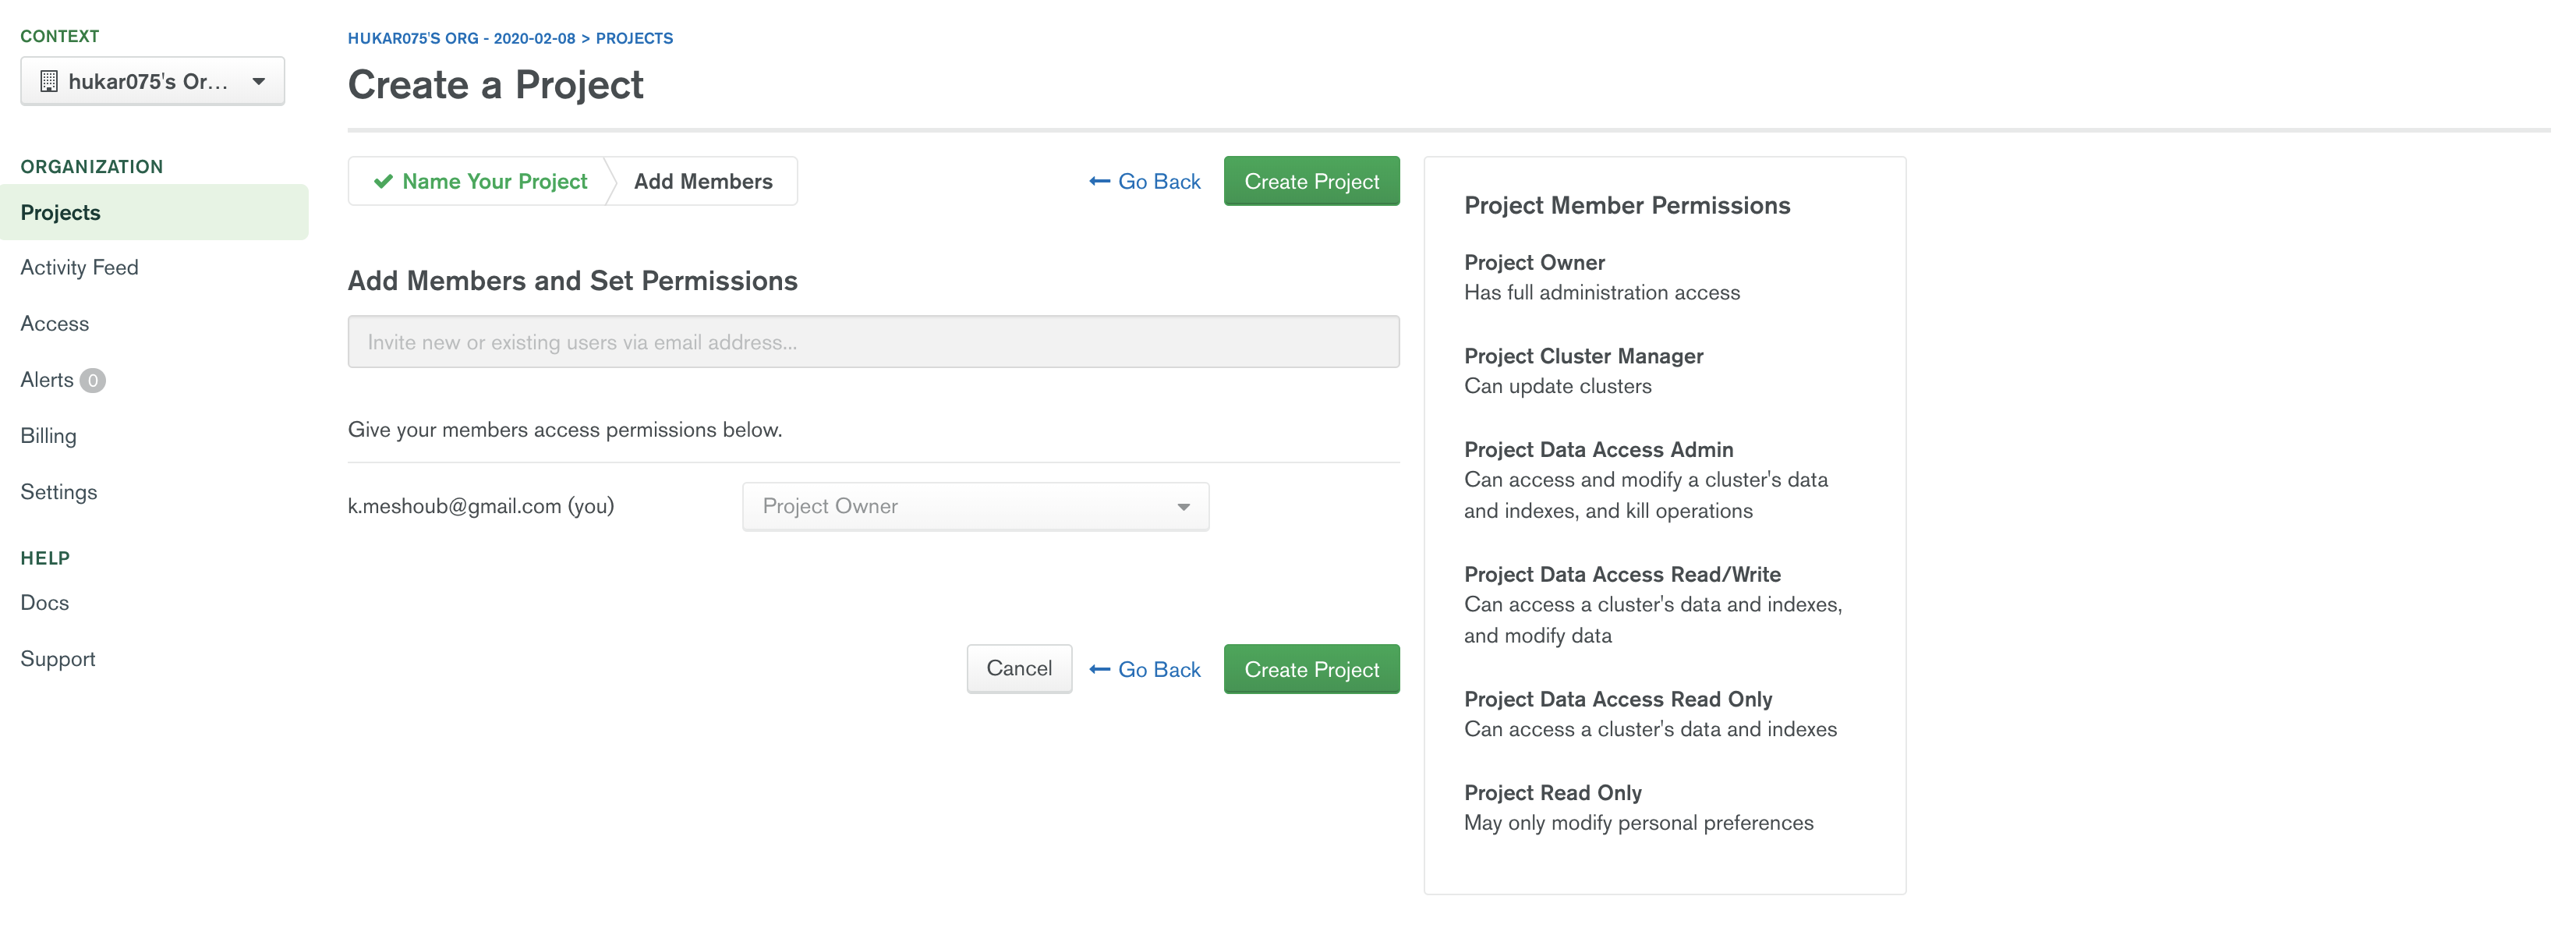 CONTEXT
hukar075's Or...
ORGANIZATION
Projects
Activity Feed
Access
Alerts 0
Billing
Settings
HELP
Docs
Support
HUKAR075'S ORG - 2020-02-08 > PROJECTS
Create a Project
Name Your Project
Add Members
Go Back
Create Project
Add Members and Set Permissions
Invite new or existing users via email address...
Give your members access permissions below.
k.meshoub@gmail.com (you)
Project Owner
Cancel
Go Back
Create Project
Project Member Permissions
Project Owner
Has full administration access
Project Cluster Manager
Can update clusters
Project Data Access Admin
Can access and modify a cluster's data
and indexes, and kill operations
Project Data Access Read/Write
Can access a cluster's data and indexes,
and modify data
Project Data Access Read Only
Can access a cluster's data and indexes
Project Read Only
May only modify personal preferences